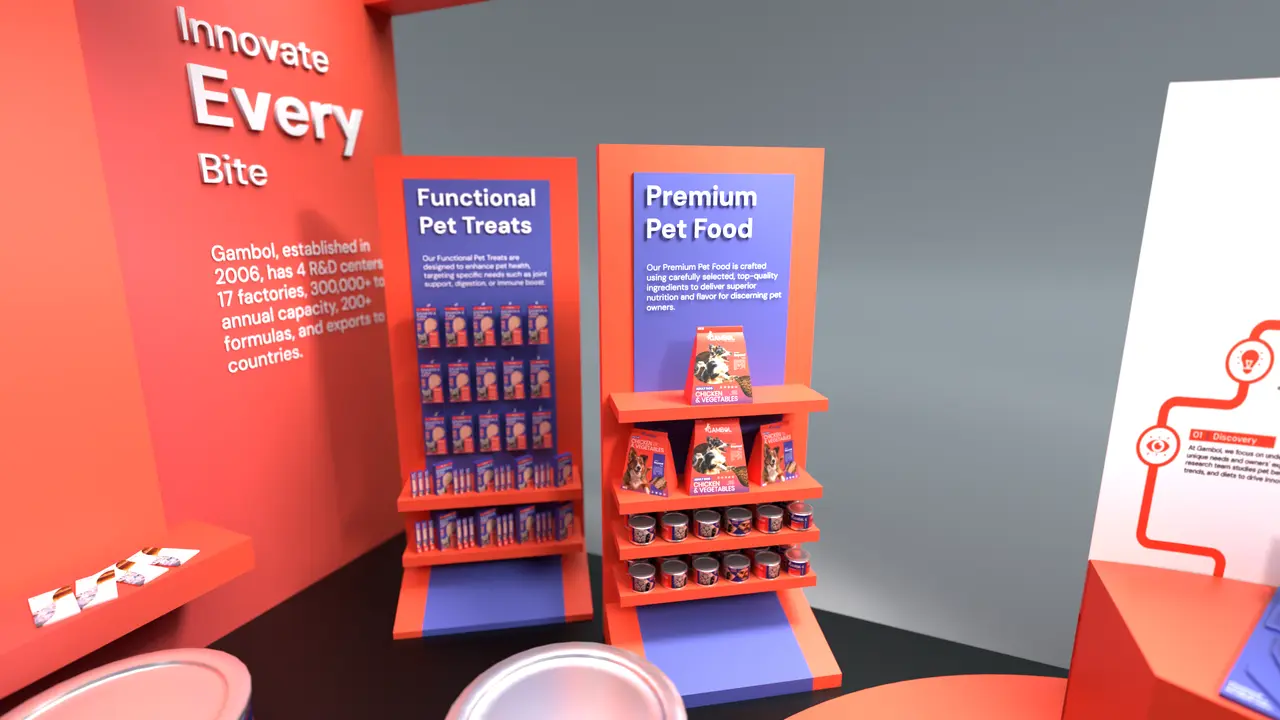 Innovate
Every
Bite
Gambol, established in
2006, has 4 R&D centers
17 factories, 300,000+ to
annual capacity, 200+
formulas, and exports to
countries.
Functional
Pet Treats
Our Functional Pet Treats are
designed to enhance pet health,
targeting specific needs such as joint
support, digestion, or immune boost.
Premium
Pet Food
Our Premium Pet Food is crafted
using carefully selected, top-quality
ingredients to deliver superior
nutrition and flavor for discerning pet
owners.
GAMBOL
CHICKEN
& VEGETABLES
GAMBOL
CHICKEN
& VEGETABLES
CHICKEN
& VEGETABLES
01 Discovery
At Gambol, we focus on
unique needs and owners'
research team studies pet
trends, and diets to drive